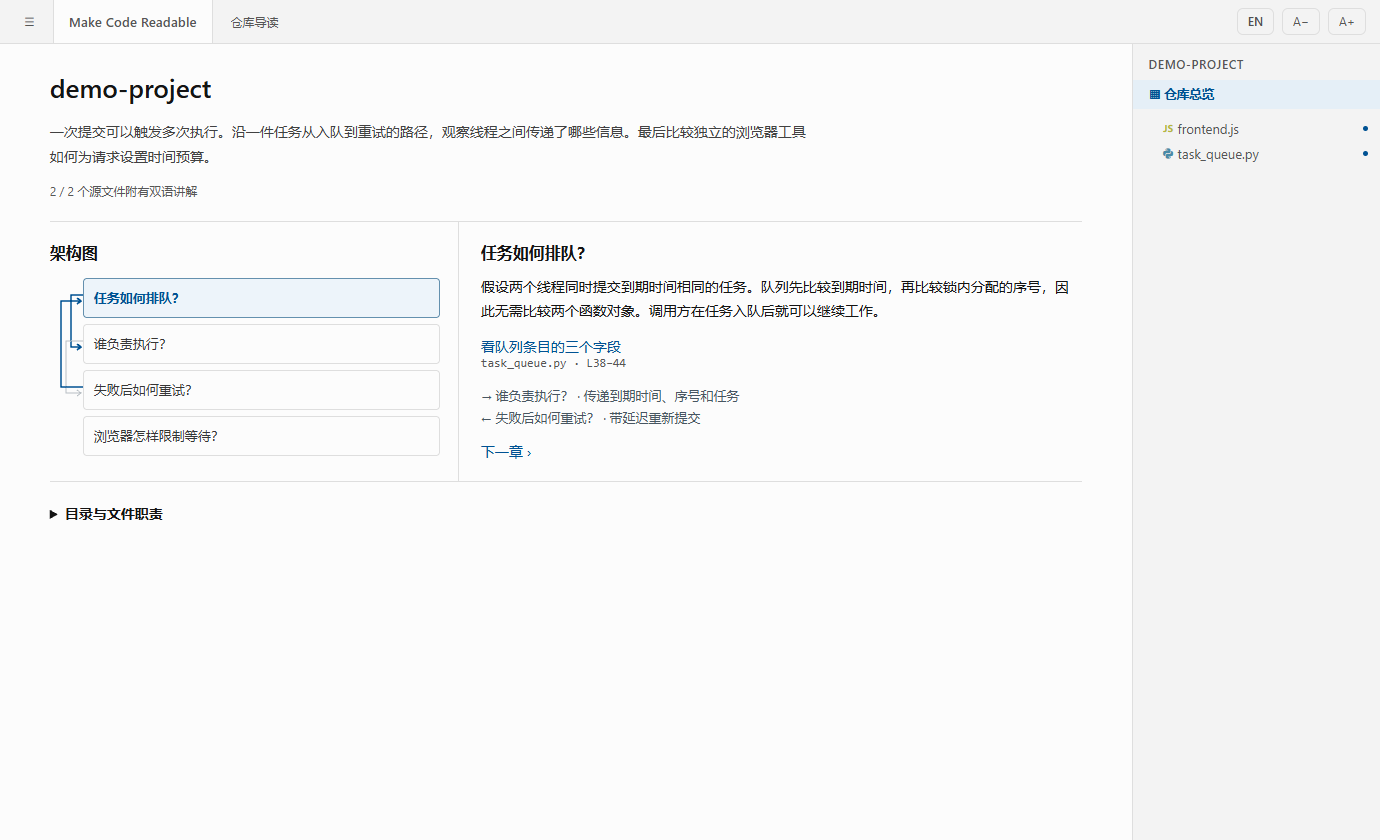 ☰ Make Code Readable 仓库导读 EN A− A+
demo-project
一次提交可以触发多次执行。沿一件任务从入队到重试的路径，观察线程之间传递了哪些信息。最后比较独立的浏览器工具
如何为请求设置时间预算。
2 / 2 个源文件附有双语讲解
架构图
任务如何排队？
谁负责执行？
失败后如何重试？
浏览器怎样限制等待？
任务如何排队？
假设两个线程同时提交到期时间相同的任务。队列先比较到期时间，再比较锁内分配的序号，因
此无需比较两个函数对象。调用方在任务入队后就可以继续工作。
看队列条目的三个字段
task_queue.py · L38–44
→ 谁负责执行？ · 传递到期时间、序号和任务
← 失败后如何重试？ · 带延迟重新提交
下一章 ›
▶ 目录与文件职责
DEMO-PROJECT
▦ 仓库总览
JS frontend.js
task_queue.py